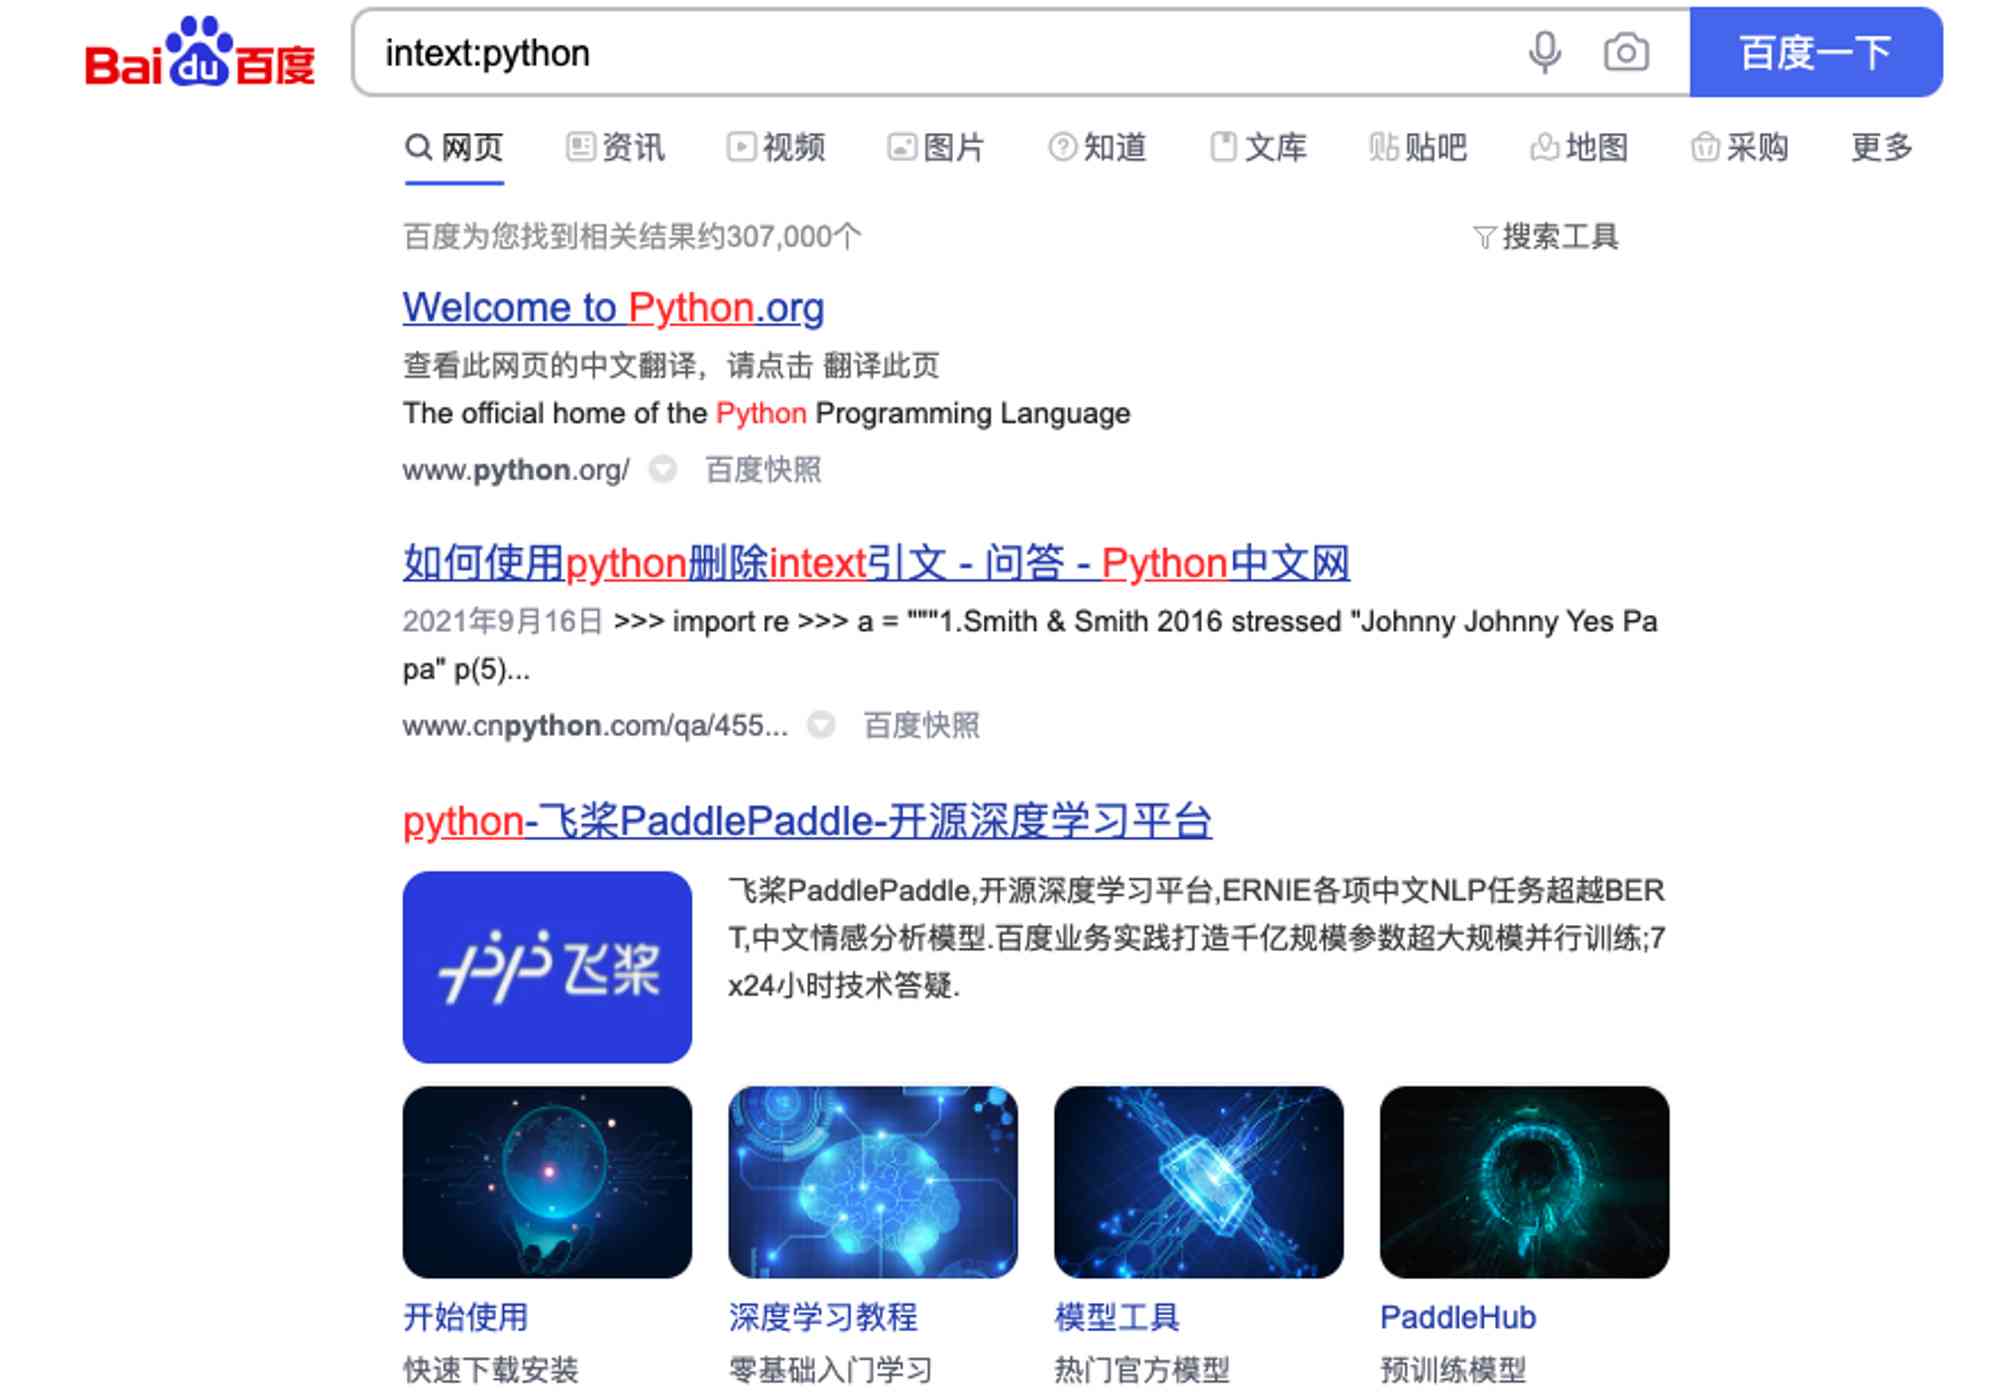 Bai du 百度
intext:python
百度一下
网页 资讯 视频 图片 知道 文库 贴 贴吧 地图 采购 更多
百度为您找到相关结果约307,000个 搜索工具
Welcome to Python.org
查看此网页的中文翻译，请点击 翻译此页
The official home of the Python Programming Language
www.python.org/ 百度快照
如何使用python删除intext引文 - 问答 - Python中文网
2021年9月16日 >>> import re >>> a = """1.Smith & Smith 2016 stressed "Johnny Johnny Yes Pa
pa" p(5)...
www.cnpython.com/qa/455... 百度快照
python-飞桨PaddlePaddle-开源深度学习平台
飞桨
飞桨PaddlePaddle,开源深度学习平台,ERNIE各项中文NLP任务超越BER
T,中文情感分析模型.百度业务实践打造千亿规模参数超大规模并行训练;7
x24小时技术答疑.
开始使用 深度学习教程 模型工具 PaddleHub
快速下载安装 零基础入门学习 热门官方模型 预训练模型